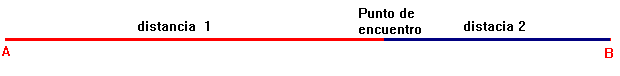 distancia 1
Punto de
encuentro
distacia 2
A
B